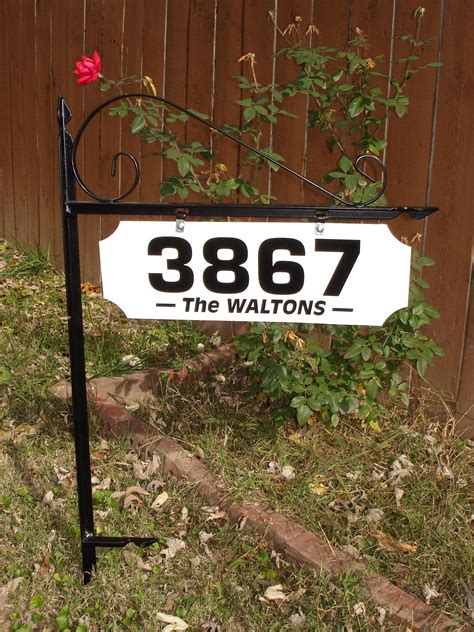 3867
— The WALTONS —